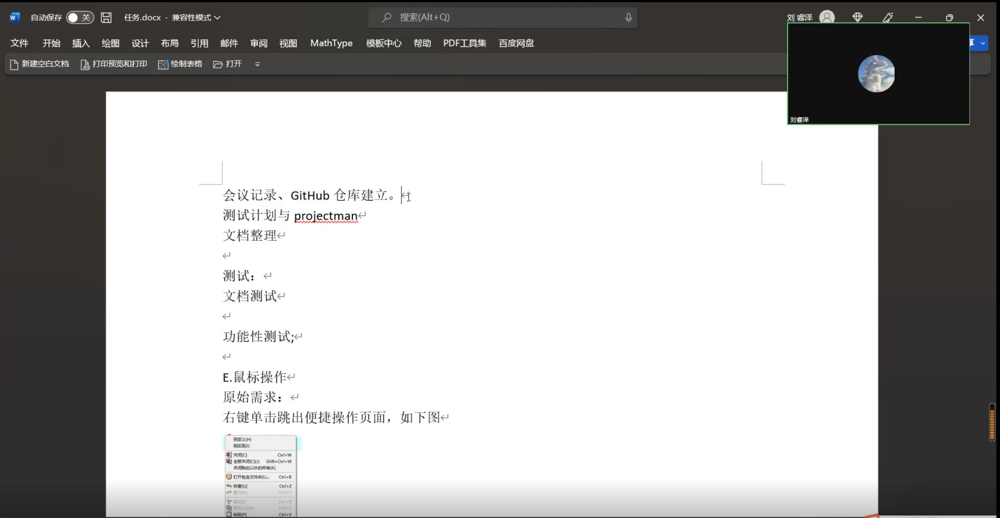 自动保存 关 任务.docx - 兼容性模式 搜索(Alt+Q) 刘 睿泽
文件 开始 插入 绘图 设计 布局 引用 邮件 审阅 视图 MathType 模板中心 帮助 PDF工具集 百度网盘 享
新建空白文档 打印预览和打印 绘制表格 打开
刘睿泽
会议记录、GitHub 仓库建立。
测试计划与 projectman
文档整理
测试：
文档测试
功能性测试;
E.鼠标操作
原始需求：
右键单击跳出便捷操作页面，如下图
到定义(H)
到实现(I)
关闭[C] Ctrl+W
全部关闭[C](J) Shift+Ctrl+W
关闭除此以外的所有(K)
打开包含文件夹(L)... Ctrl+B
恢复[U] Ctrl+Z
重作[R] Ctrl+Y
剪切[t] Ctrl+X
拷贝[C](M) Ctrl+C
粘贴[P] Ctrl+V